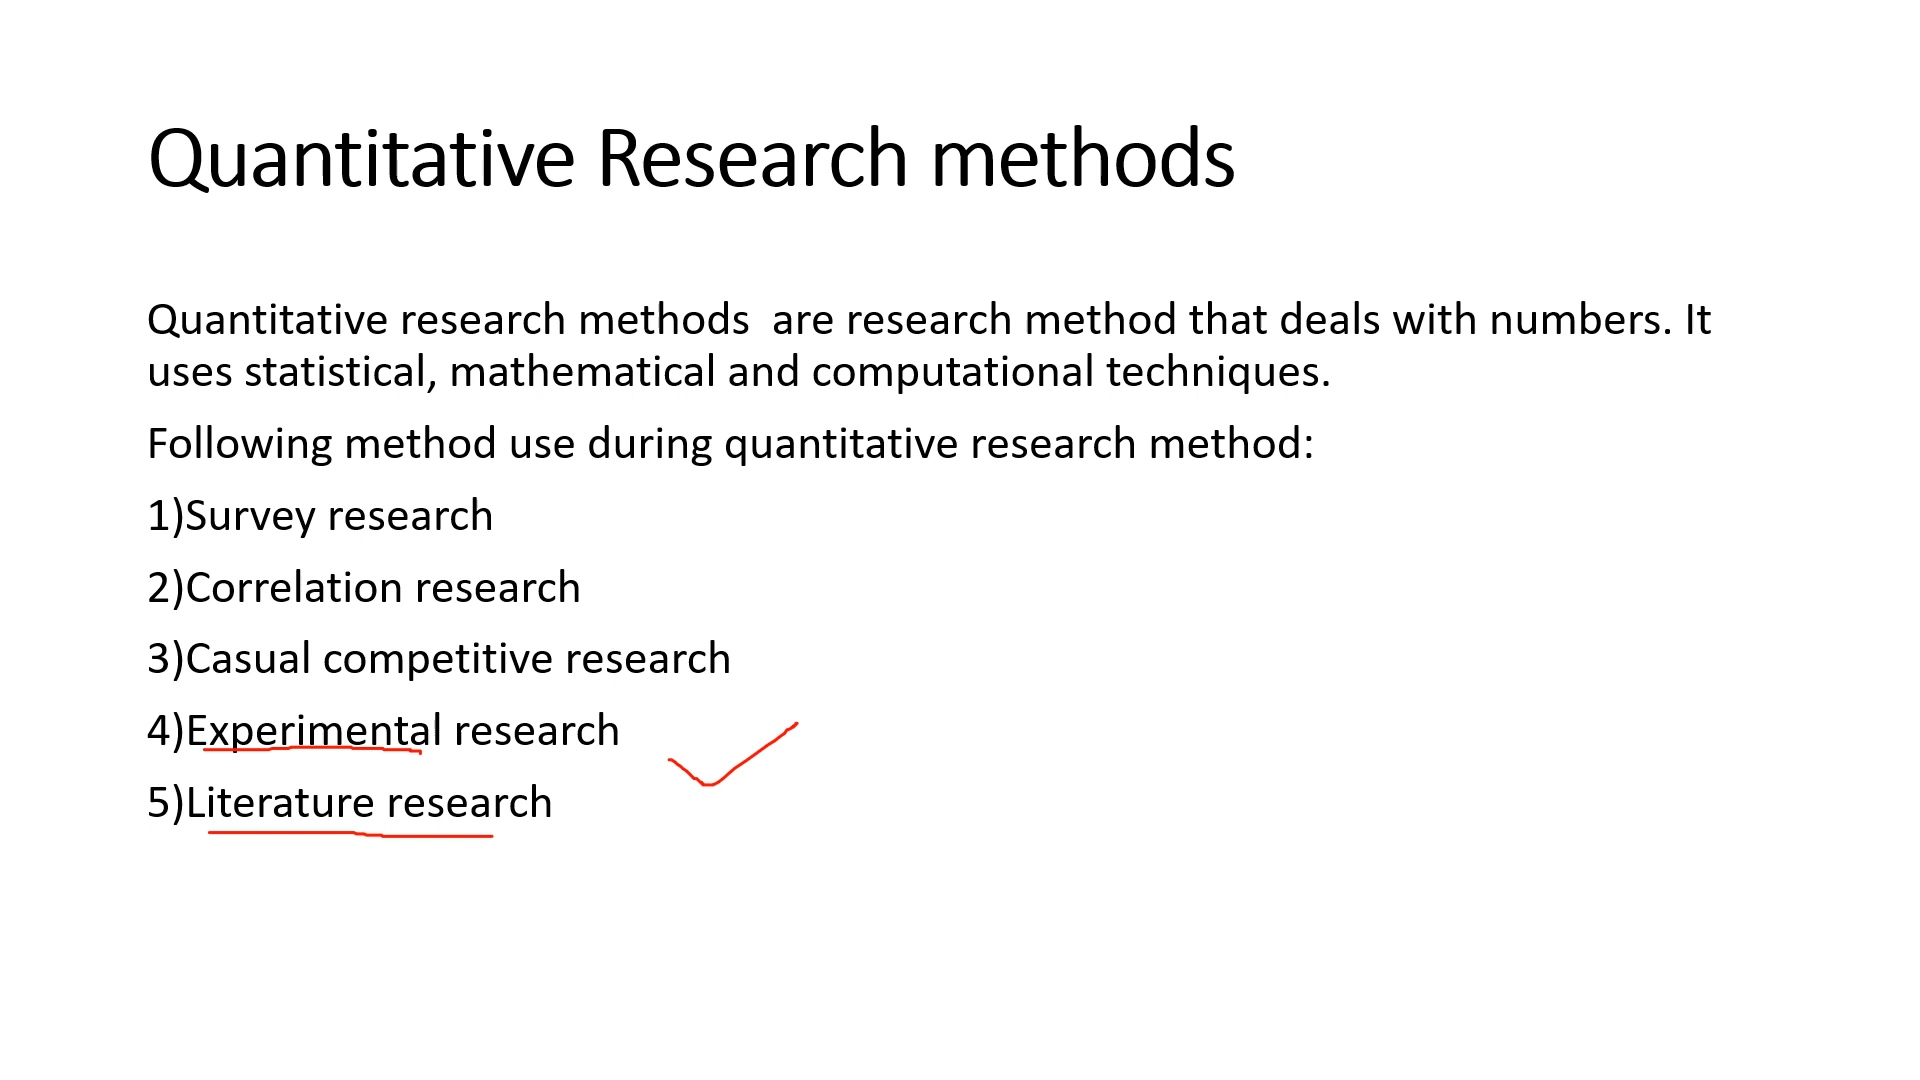 Quantitative Research methods
Quantitative research methods  are research method that deals with numbers. It
uses statistical, mathematical and computational techniques.
Following method use during quantitative research method:
1)Survey research
2)Correlation research
3)Casual competitive research
4)Experimental research
5)Literature research